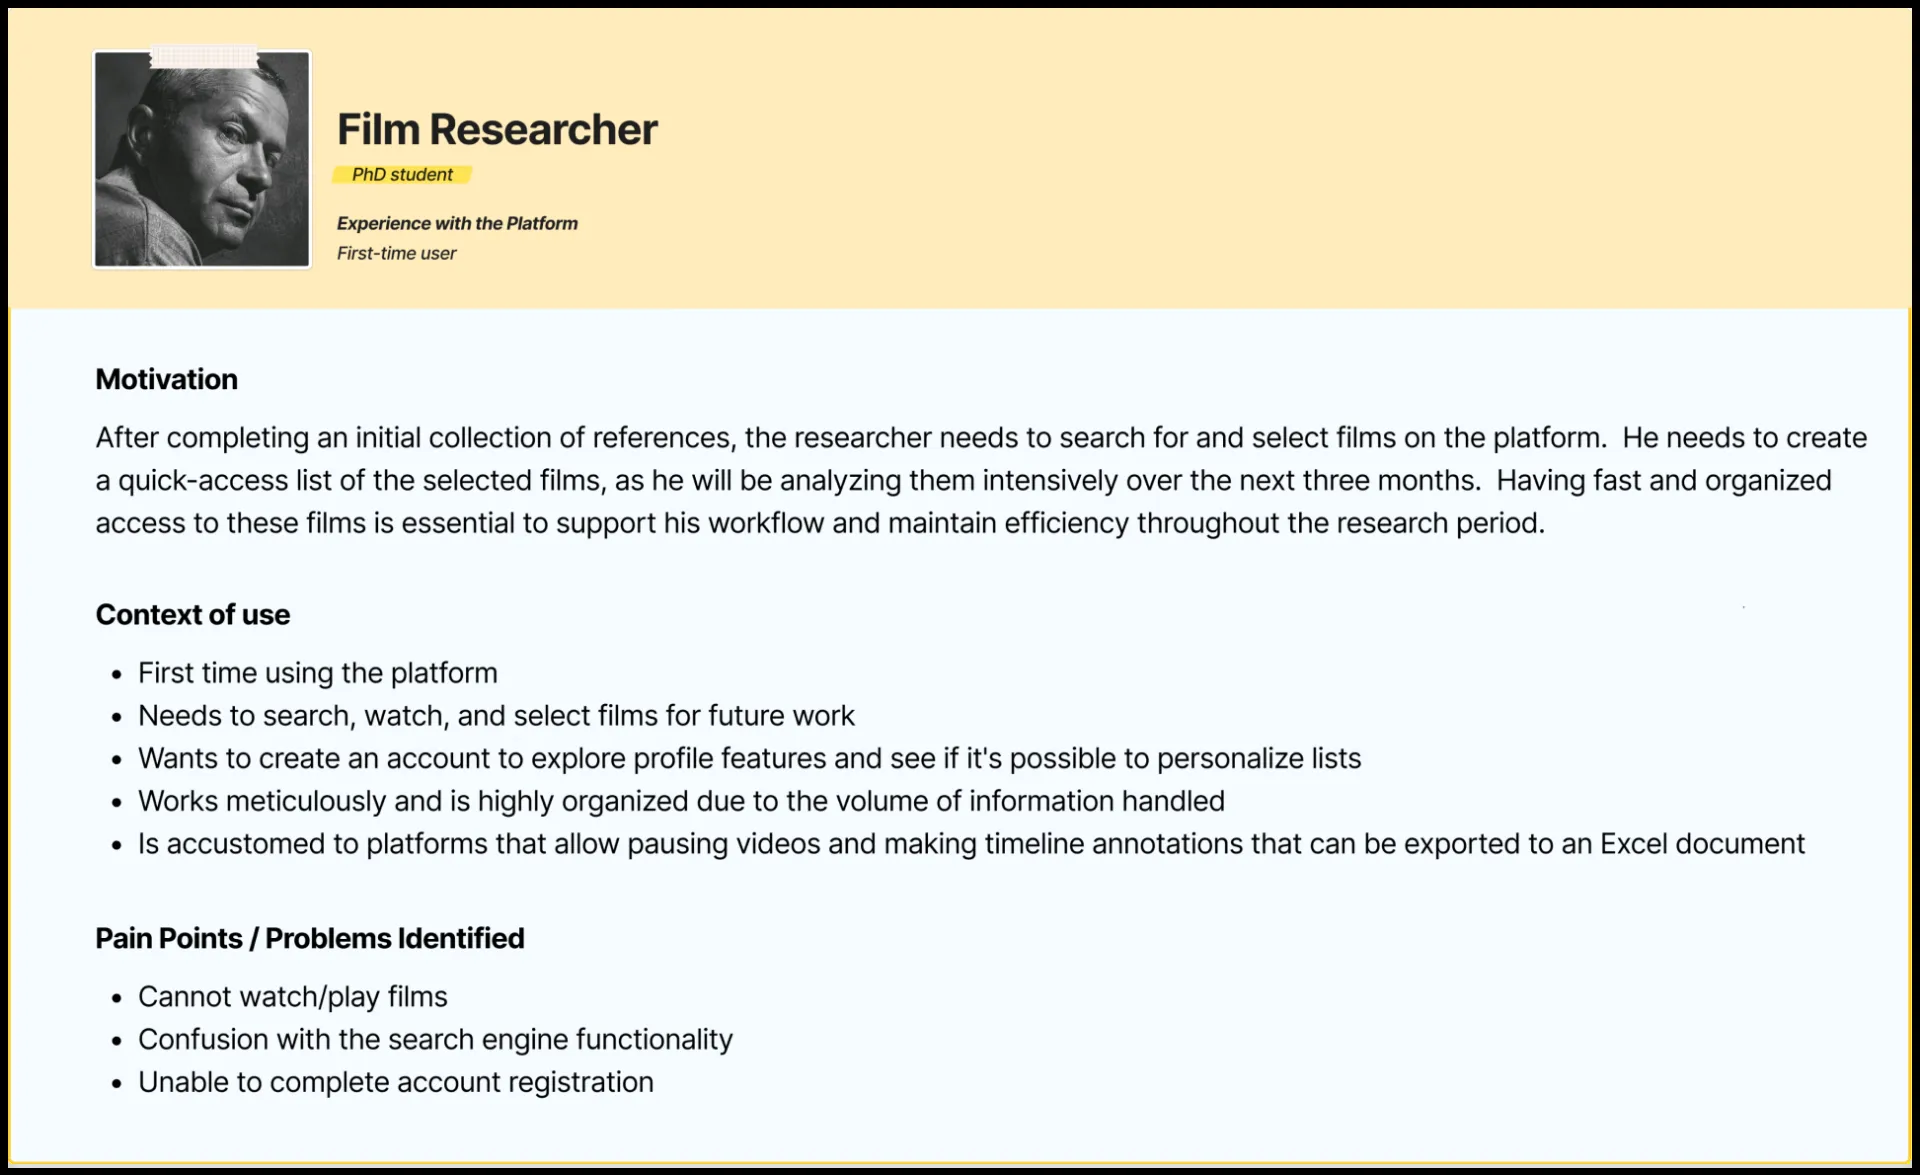 Film Researcher
PhD student
Experience with the Platform
First-time user
Motivation
After completing an initial collection of references, the researcher needs to search for and select films on the platform.  He needs to create
a quick-access list of the selected films, as he will be analyzing them intensively over the next three months.  Having fast and organized
access to these films is essential to support his workflow and maintain efficiency throughout the research period.
Context of use
• First time using the platform
• Needs to search, watch, and select films for future work
• Wants to create an account to explore profile features and see if it's possible to personalize lists
• Works meticulously and is highly organized due to the volume of information handled
• Is accustomed to platforms that allow pausing videos and making timeline annotations that can be exported to an Excel document
Pain Points / Problems Identified
• Cannot watch/play films
• Confusion with the search engine functionality
• Unable to complete account registration